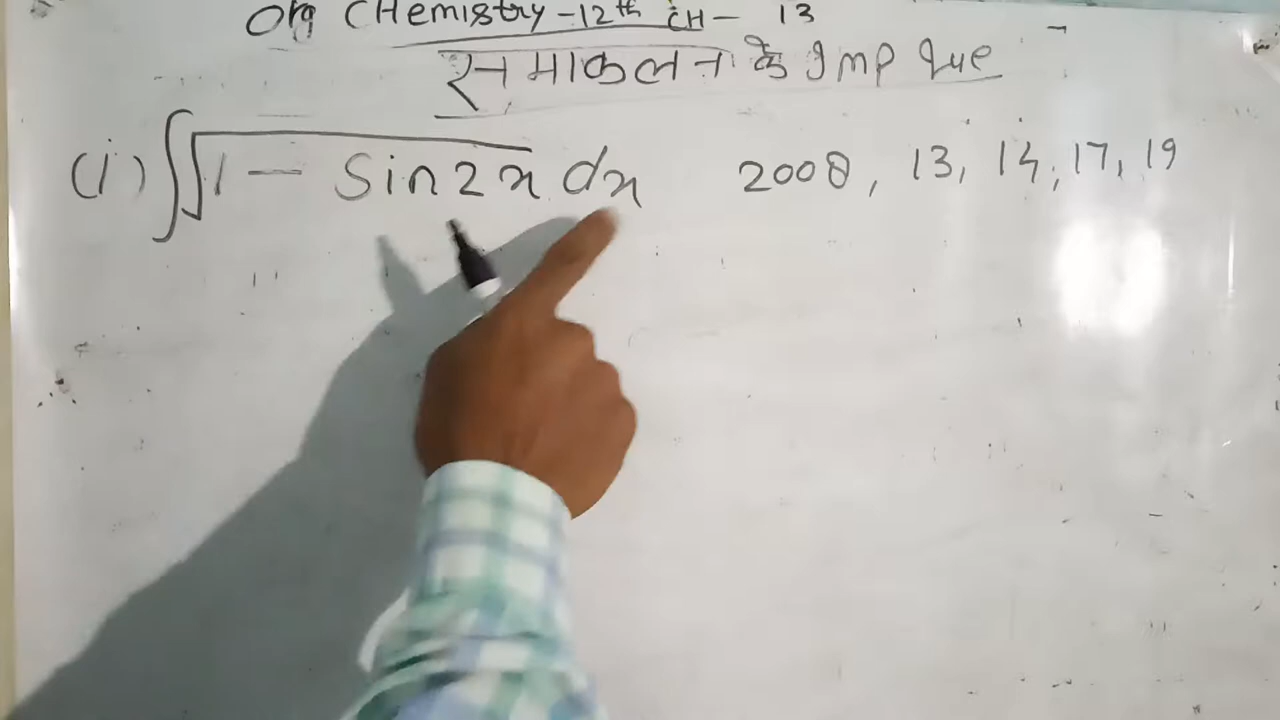 Org CHemistry-12th CH- 13
समाकलन के Imp Que -
(i) ∫√1 - Sin2x dx 2008, 13, 14, 17, 19